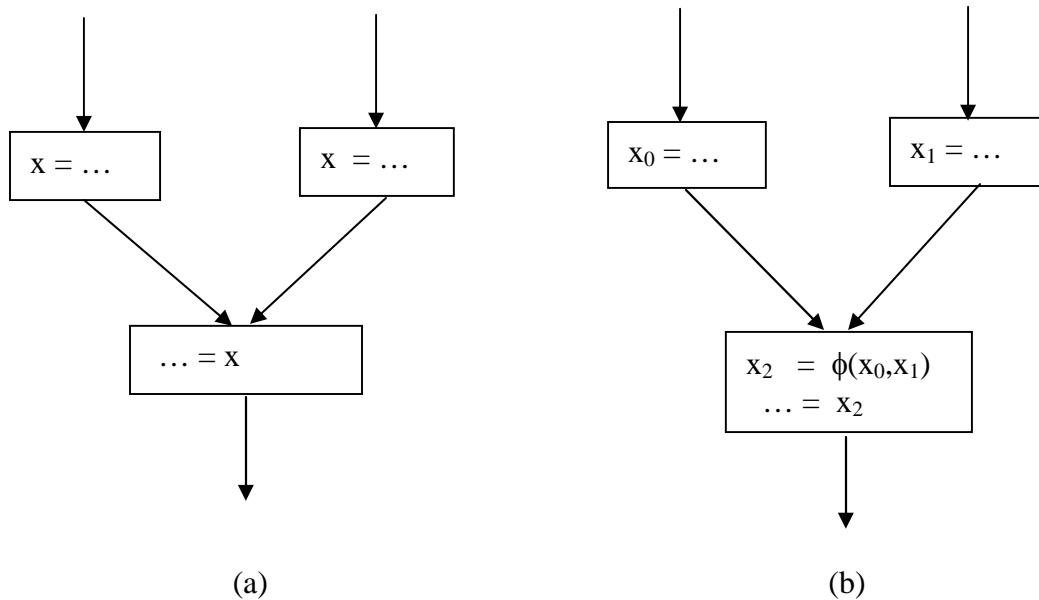 x = …
x = …
… = x
(a)
x₀ = …
x₁ = …
x₂ = ϕ(x₀,x₁)
… = x₂
(b)